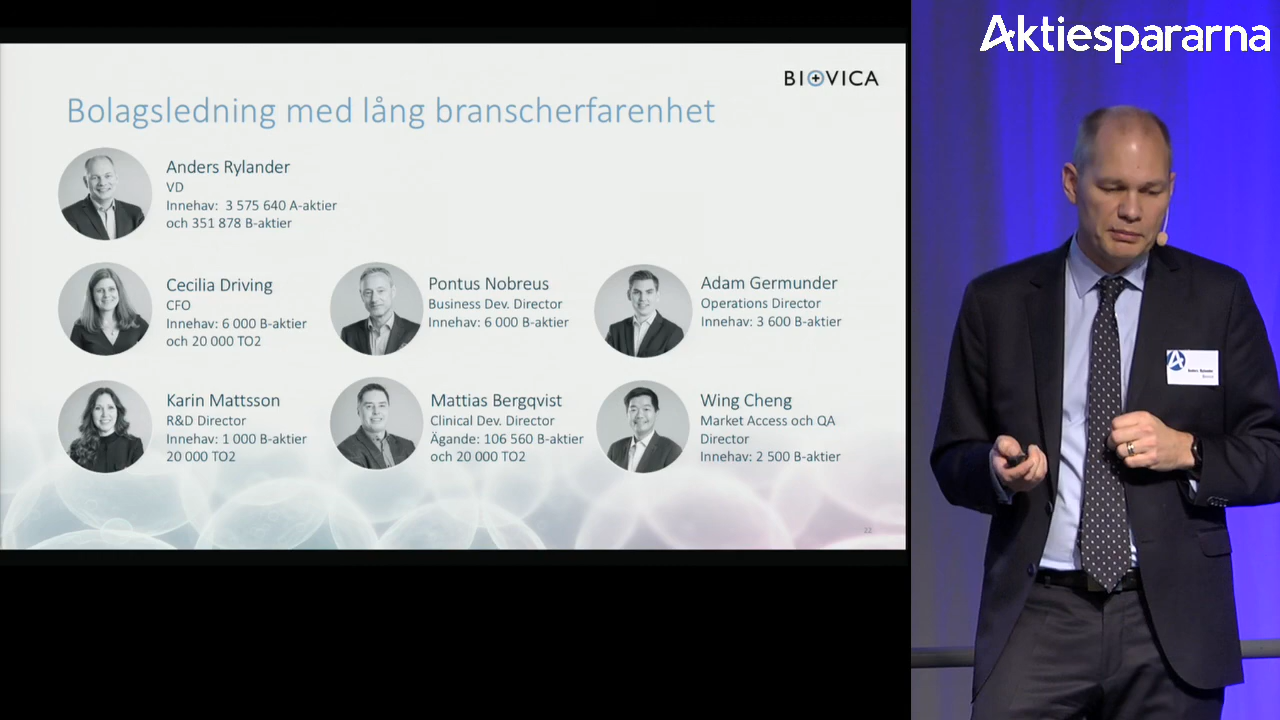 Aktiespararna
BIOVICA
Bolagsledning med lång branscherfarenhet
Anders Rylander
VD
Innehav: 3 575 640 A-aktier
och 351 878 B-aktier
Cecilia Driving
CFO
Innehav: 6 000 B-aktier
och 20 000 TO2
Pontus Nobreus
Business Dev. Director
Innehav: 6 000 B-aktier
Adam Germunder
Operations Director
Innehav: 3 600 B-aktier
Karin Mattsson
R&D Director
Innehav: 1 000 B-aktier
20 000 TO2
Mattias Bergqvist
Clinical Dev. Director
Ägande: 106 560 B-aktier
och 20 000 TO2
Wing Cheng
Market Access och QA
Director
Innehav: 2 500 B-aktier
22
Anders Rylander